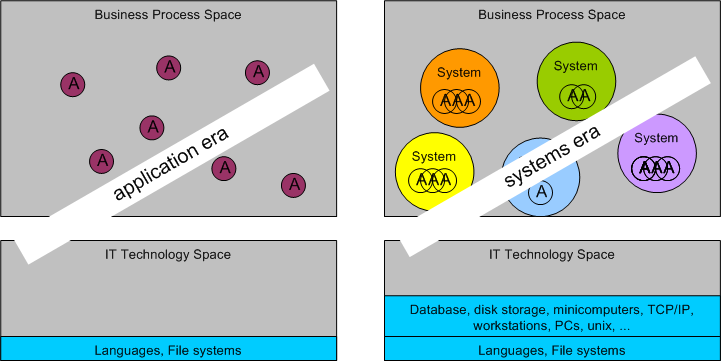 Business Process Space
A
A
A
A
A
A
A
application era
IT Technology Space
Languages, File systems
Business Process Space
System
AAA
System
AA
System
AAA
A
System
AAA
systems era
IT Technology Space
Database, disk storage, minicomputers, TCP/IP,
workstations, PCs, unix, ...
Languages, File systems